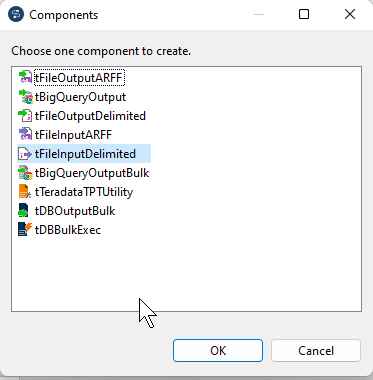 Components
Choose one component to create.
tFileOutputARFF
tBigQueryOutput
tFileOutputDelimited
tFileInputARFF
tFileInputDelimited
tBigQueryOutputBulk
tTeradataTPTUtility
tDBOutputBulk
tDBBulkExec
OK
Cancel